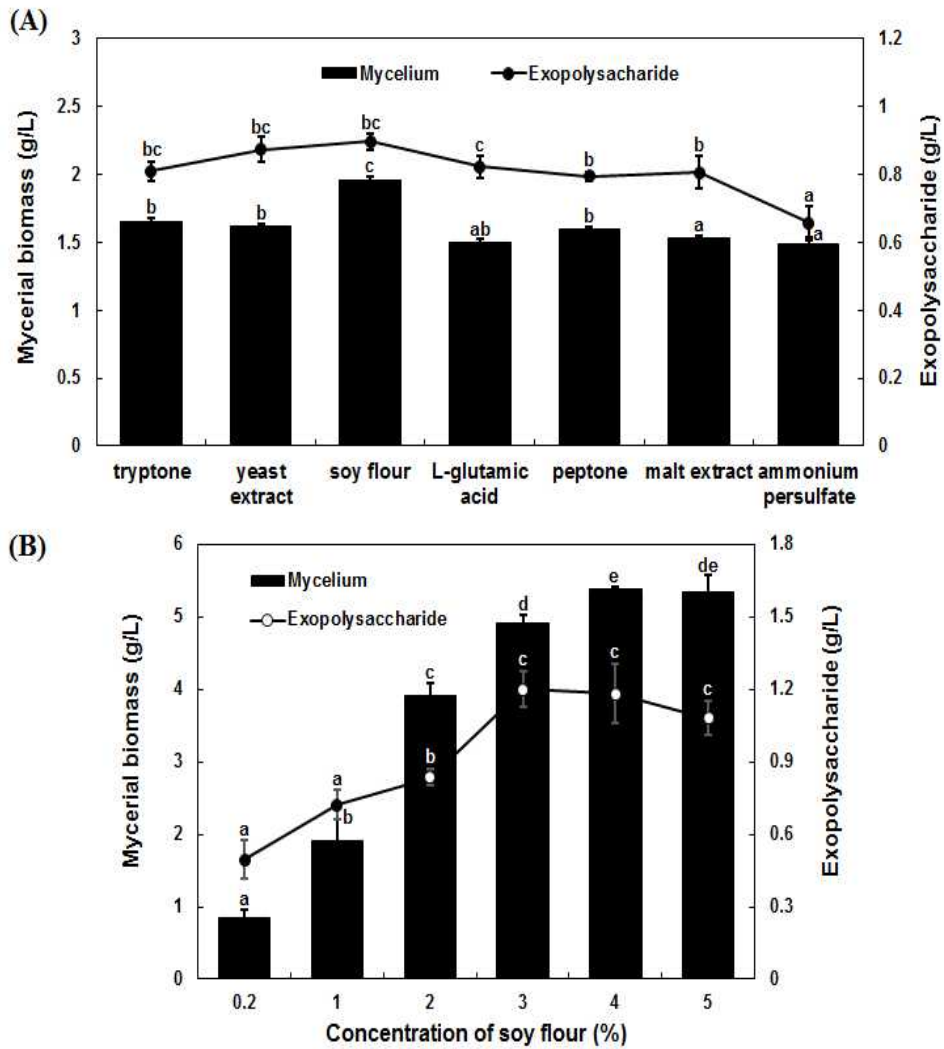 (A)
3
2.5
2
1.5
1
0.5
0
Mycerial biomass (g/L)
Mycelium
Exopolysacharide
bc
bc
bc
c
b
b
a
b
b
c
ab
b
a
a
1.2
1
0.8
0.6
0.4
0.2
0
Exopolysaccharide (g/L)
tryptone
yeast
extract
soy flour
L-glutamic
acid
peptone
malt extract
ammonium
persulfate
(B)
6
5
4
3
2
1
0
Mycerial biomass (g/L)
Mycelium
Exopolysaccharide
a
a
b
c
c
c
a
b
c
d
e
de
1.8
1.5
1.2
0.9
0.6
0.3
0
Exopolysaccharide (g/L)
0.2
1
2
3
4
5
Concentration of soy flour (%)